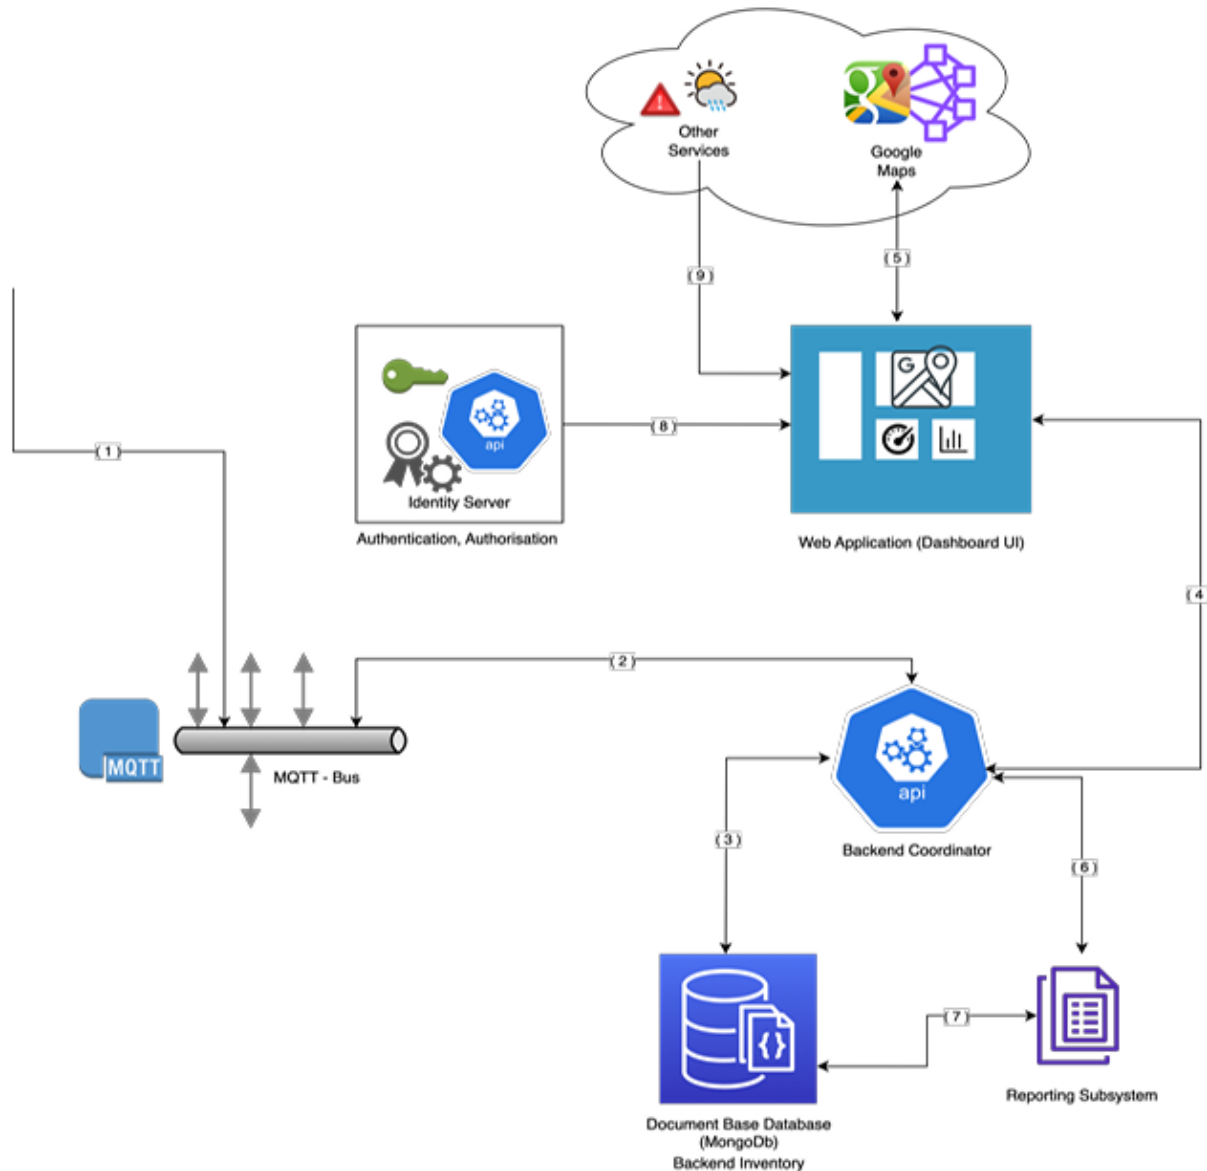 Other
Services
Google
Maps
( 9 )
( 5 )
G
( 1 )
( 8 )
api
Identity Server
Authentication, Authorisation
Web Application (Dashboard UI)
( 4 )
( 2 )
MQTT
MQTT - Bus
api
Backend Coordinator
( 3 )
( 6 )
( 7 )
{}
Reporting Subsystem
Document Base Database
(MongoDb)
Backend Inventory